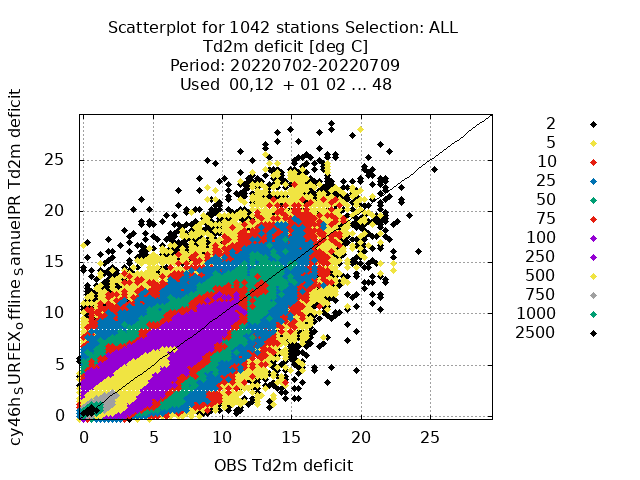 Scatterplot for 1042 stations Selection: ALL
Td2m deficit [deg C]
Period: 20220702-20220709
Used 00,12 + 01 02 ... 48
cy46h_SURFEX_offline_samuelPR Td2m deficit
25
20
15
10
5
0
0 5 10 15 20 25
OBS Td2m deficit
2
5
10
25
50
75
100
250
500
750
1000
2500